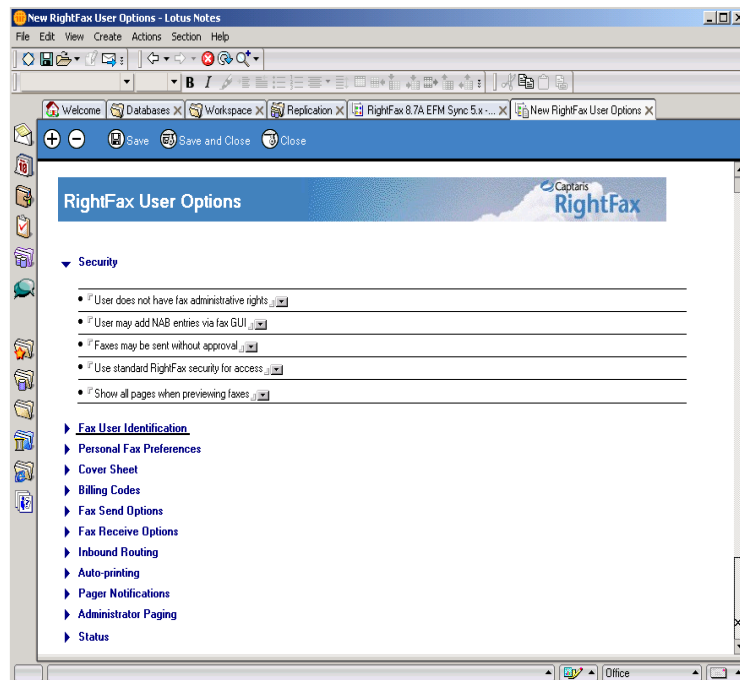 New RightFax User Options - Lotus Notes
File Edit View Create Actions Section Help
B I
Welcome Databases Workspace Replication RightFax 8.7A EFM Sync 5.x -... New RightFax User Options
Save Save and Close Close
RightFax User Options
Captaris
RightFax
Security
User does not have fax administrative rights
User may add NAB entries via fax GUI
Faxes may be sent without approval
Use standard RightFax security for access
Show all pages when previewing faxes
Fax User Identification
Personal Fax Preferences
Cover Sheet
Billing Codes
Fax Send Options
Fax Receive Options
Inbound Routing
Auto-printing
Pager Notifications
Administrator Paging
Status
Office